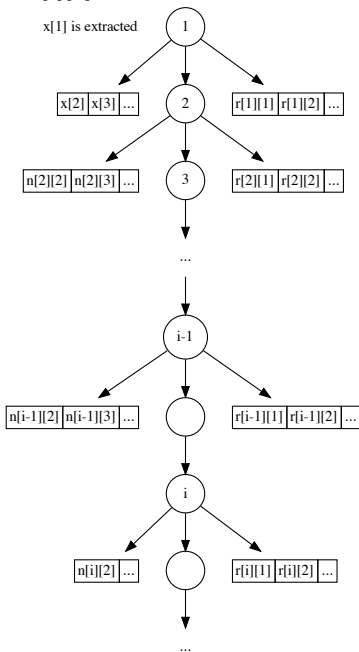 x[1] is extracted
1
x[2] x[3] ...
2
r[1][1] r[1][2] ...
n[2][2] n[2][3] ...
3
r[2][1] r[2][2] ...
...
i-1
n[i-1][2] n[i-1][3] ...
r[i-1][1] r[i-1][2] ...
i
n[i][2] ...
r[i][1] r[i][2] ...
...